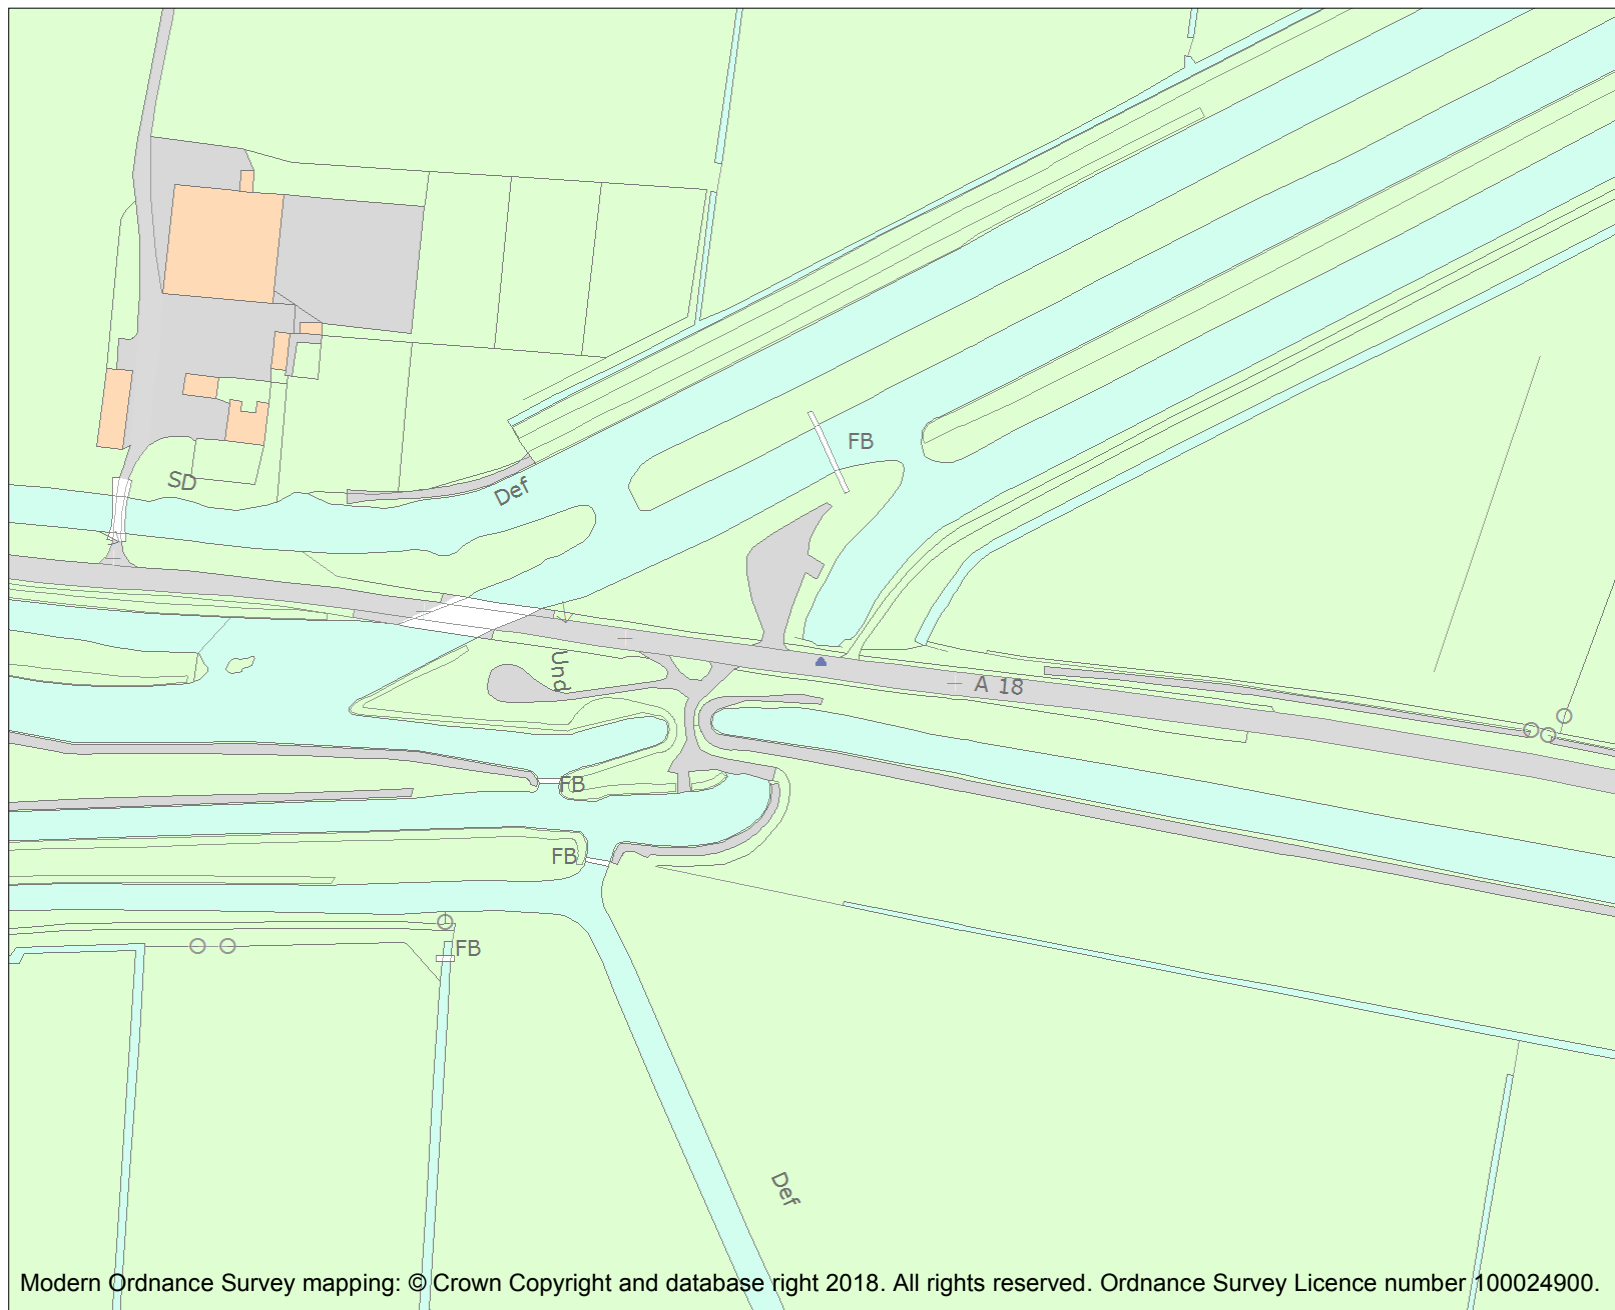 FB
SD
Def
Und
A 18
FB
FB
FB
Def
Modern Ordnance Survey mapping: © Crown Copyright and database right 2018. All rights reserved. Ordnance Survey Licence number 100024900.